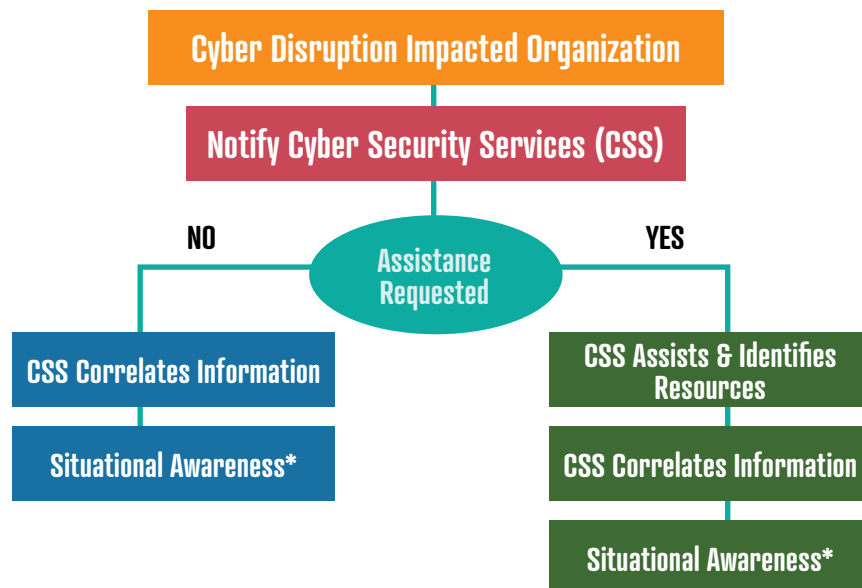 Cyber Disruption Impacted Organization
Notify Cyber Security Services (CSS)
NO
YES
Assistance
Requested
CSS Correlates Information
Situational Awareness*
CSS Assists & Identifies
Resources
CSS Correlates Information
Situational Awareness*